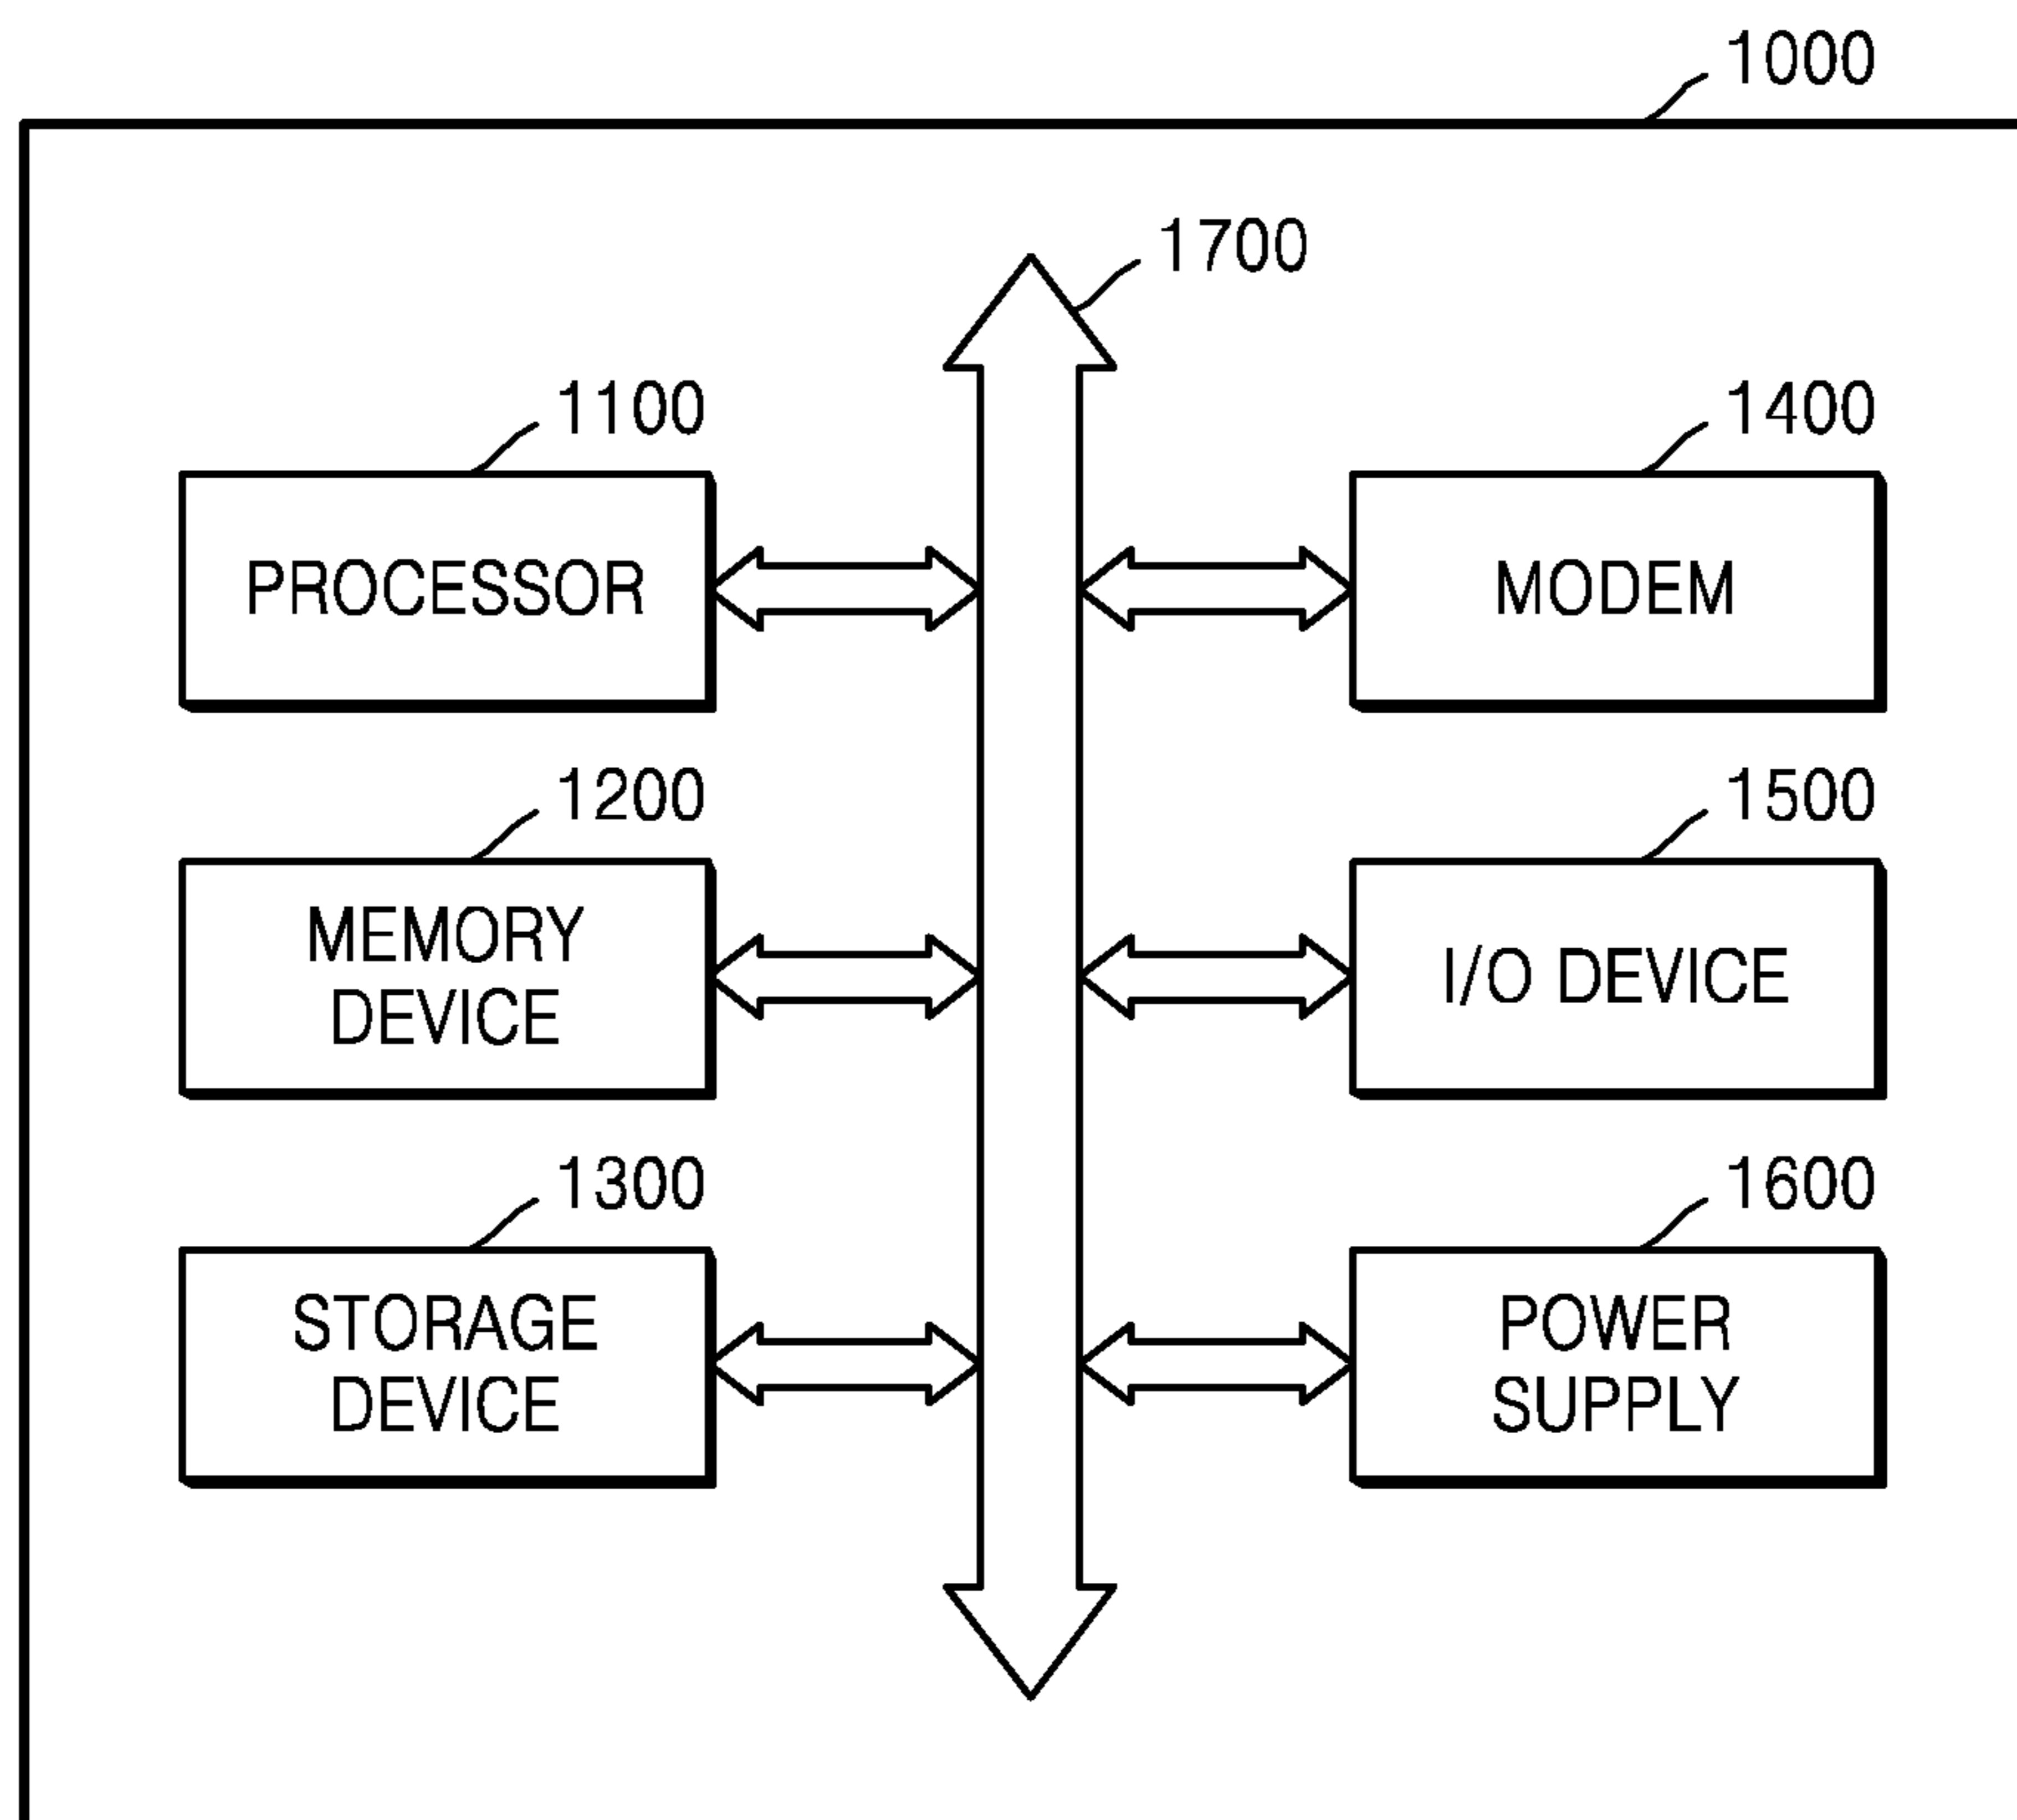 1000
1700
1100
PROCESSOR
1400
MODEM
1200
MEMORY
DEVICE
1500
I/O DEVICE
1300
STORAGE
DEVICE
1600
POWER
SUPPLY